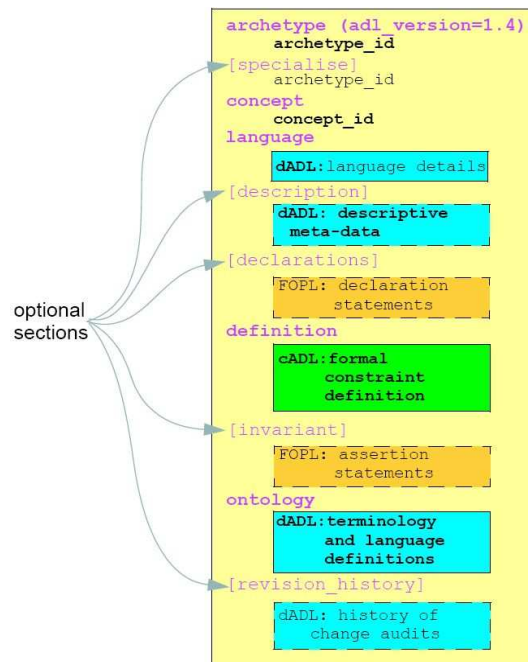 archetype (adl_version=1.4)
archetype_id
[specialise]
archetype_id
concept
concept_id
language
dADL:language details
[description]
dADL: descriptive
meta-data
[declarations]
FOPL: declaration
statements
optional
sections
definition
cADL:formal
constraint
definition
[invariant]
FOPL: assertion
statements
ontology
dADL:terminology
and language
definitions
[revision_history]
dADL: history of
change audits